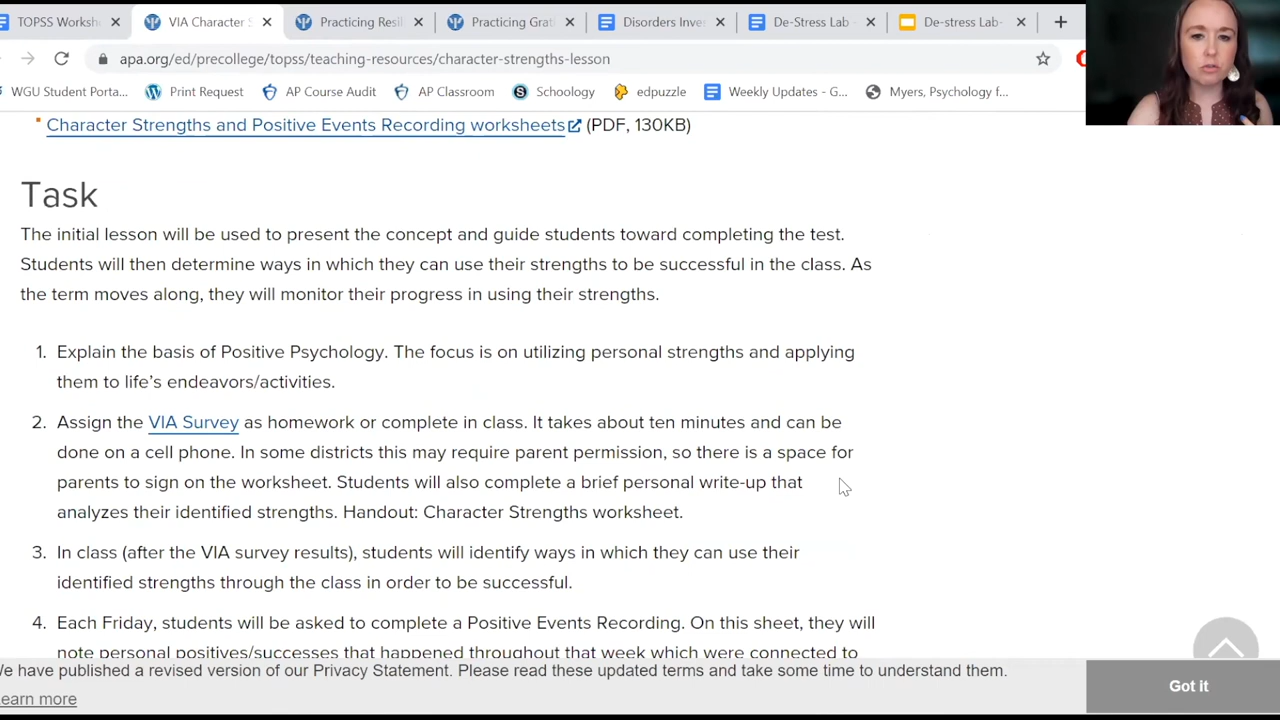 TOPSS Worksh
VIA Character S
Practicing Resil
Practicing Grati
Disorders Inves
De-Stress Lab -
De-stress Lab-
apa.org/ed/precollege/topss/teaching-resources/character-strengths-lesson
WGU Student Porta...
Print Request
AP Course Audit
AP Classroom
Schoology
edpuzzle
Weekly Updates - G...
Myers, Psychology f...
Character Strengths and Positive Events Recording worksheets (PDF, 130KB)
Task
The initial lesson will be used to present the concept and guide students toward completing the test.
Students will then determine ways in which they can use their strengths to be successful in the class. As
the term moves along, they will monitor their progress in using their strengths.
1. Explain the basis of Positive Psychology. The focus is on utilizing personal strengths and applying
them to life’s endeavors/activities.
2. Assign the VIA Survey as homework or complete in class. It takes about ten minutes and can be
done on a cell phone. In some districts this may require parent permission, so there is a space for
parents to sign on the worksheet. Students will also complete a brief personal write-up that
analyzes their identified strengths. Handout: Character Strengths worksheet.
3. In class (after the VIA survey results), students will identify ways in which they can use their
identified strengths through the class in order to be successful.
4. Each Friday, students will be asked to complete a Positive Events Recording. On this sheet, they will
note personal positives/successes that happened throughout that week which were connected to
We have published a revised version of our Privacy Statement. Please read these updated terms and take some time to understand them.
Learn more
Got it